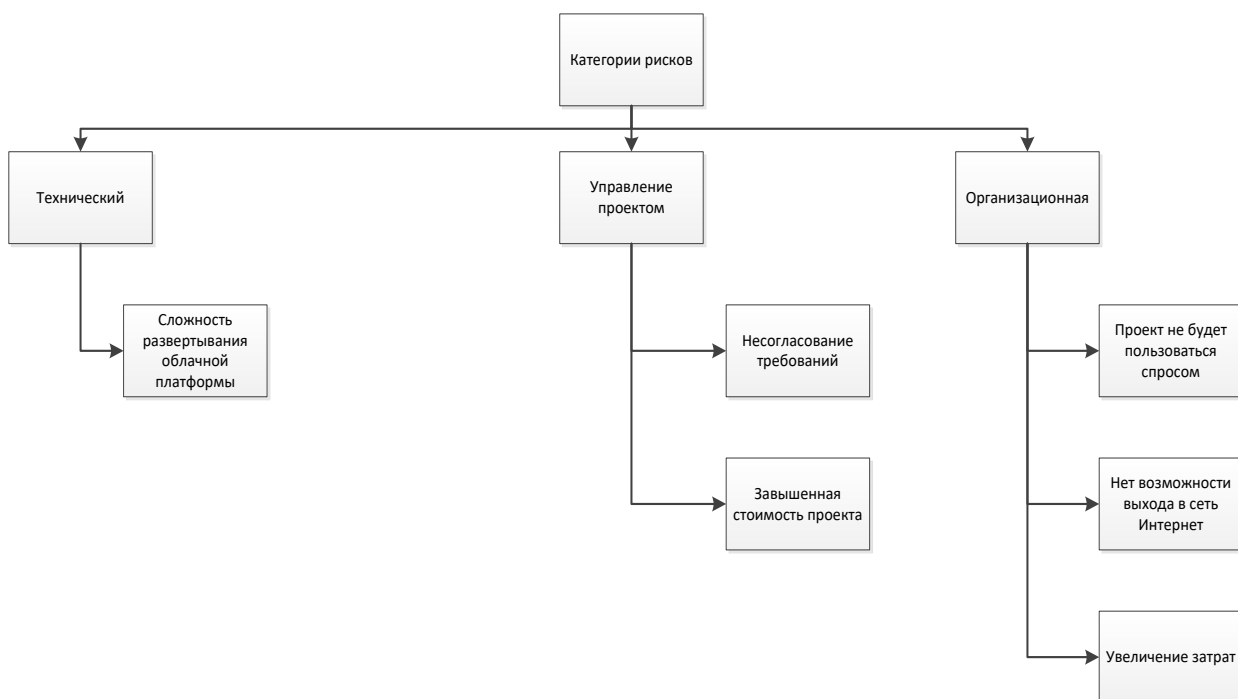 Категории рисков
Технический
Управление
проектом
Организационная
Сложность
развертывания
облачной
платформы
Несогласование
требований
Проект не будет
пользоваться
спросом
Завышенная
стоимость проекта
Нет возможности
выхода в сеть
Интернет
Увеличение затрат